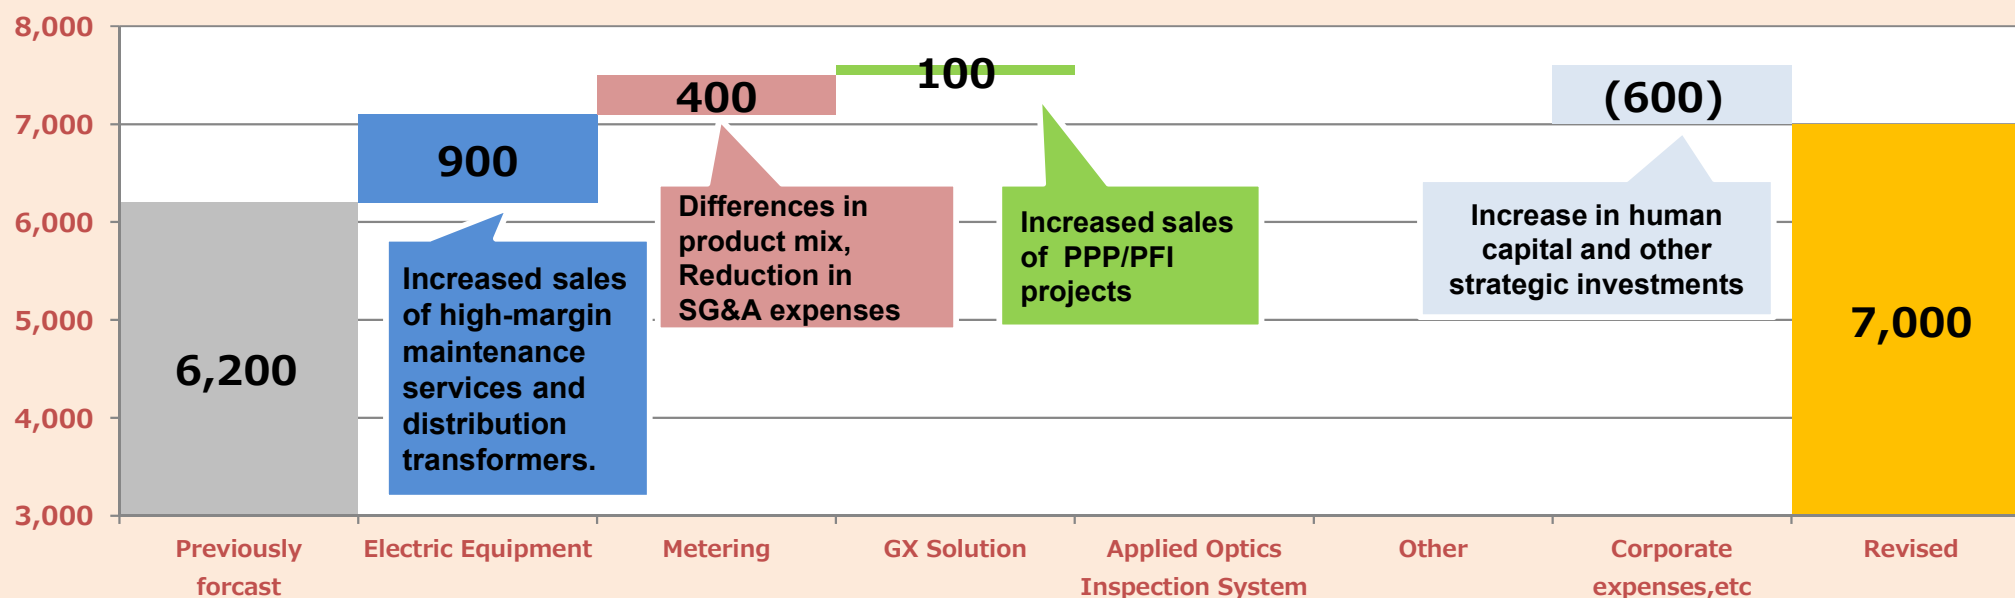 8,000
7,000
6,000
5,000
4,000
3,000
6,200
900
400
100
(600)
7,000
Increased sales
of high-margin
maintenance
services and
distribution
transformers.
Differences in
product mix,
Reduction in
SG&A expenses
Increased sales
of PPP/PFI
projects
Increase in human
capital and other
strategic investments
Previously
forcast
Electric Equipment
Metering
GX Solution
Applied Optics
Inspection System
Other
Corporate
expenses,etc
Revised